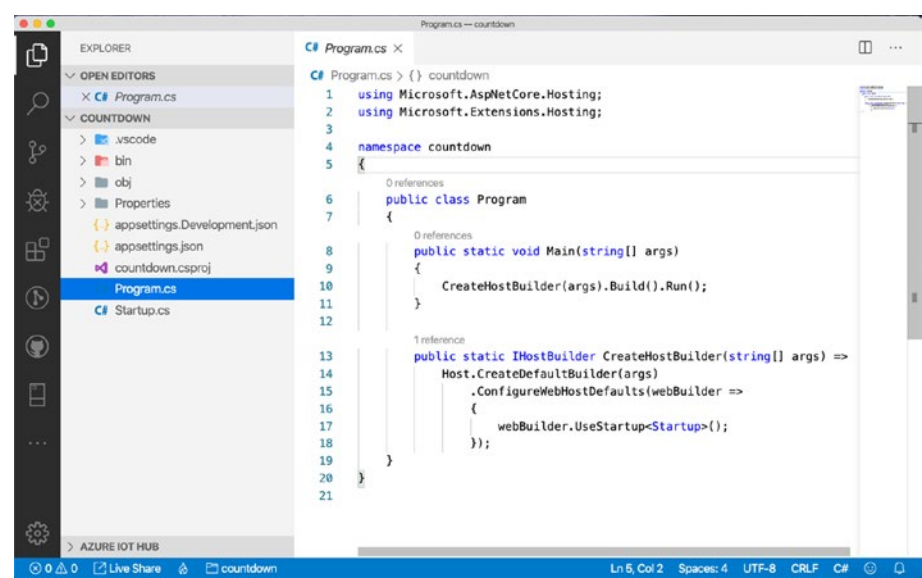 Program.cs — countdown
EXPLORER
OPEN EDITORS
C# Program.cs
COUNTDOWN
.vscode
bin
obj
Properties
{..} appsettings.Development.json
{..} appsettings.json
countdown.csproj
Program.cs
C# Startup.cs
AZURE IOT HUB
C# Program.cs
C# Program.cs > {} countdown
1 using Microsoft.AspNetCore.Hosting;
2 using Microsoft.Extensions.Hosting;
3
4 namespace countdown
5 {
0 references
6 public class Program
7 {
0 references
8 public static void Main(string[] args)
9 {
10 CreateHostBuilder(args).Build().Run();
11 }
12
1 reference
13 public static IHostBuilder CreateHostBuilder(string[] args) =>
14 Host.CreateDefaultBuilder(args)
15 .ConfigureWebHostDefaults(webBuilder =>
16 {
17 webBuilder.UseStartup<Startup>();
18 });
19 }
20 }
21
0 0 Live Share countdown Ln 5, Col 2 Spaces: 4 UTF-8 CRLF C#